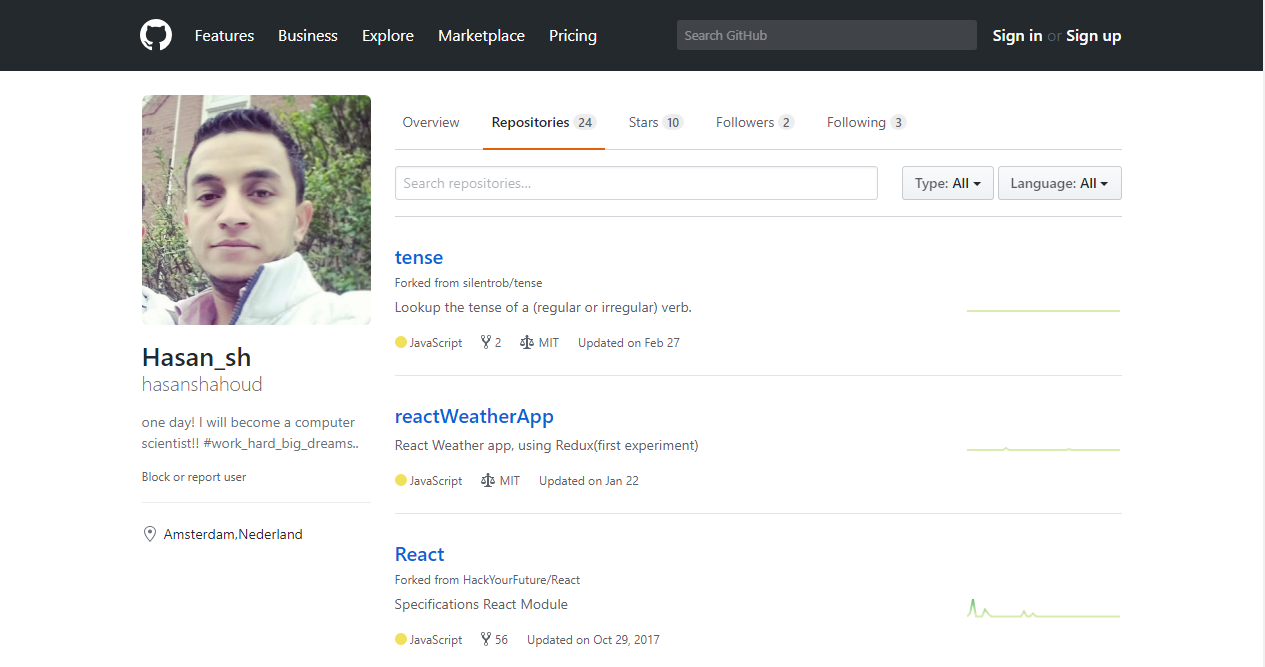 Features Business Explore Marketplace Pricing Search GitHub Sign in or Sign up
Overview Repositories 24 Stars 10 Followers 2 Following 3
Search repositories... Type: All Language: All
Hasan_sh
hasanshahoud
one day! I will become a computer
scientist!! #work_hard_big_dreams..
Block or report user
Amsterdam,Nederland
tense
Forked from silentrob/tense
Lookup the tense of a (regular or irregular) verb.
JavaScript 2 MIT Updated on Feb 27
reactWeatherApp
React Weather app, using Redux(first experiment)
JavaScript MIT Updated on Jan 22
React
Forked from HackYourFuture/React
Specifications React Module
JavaScript 56 Updated on Oct 29, 2017